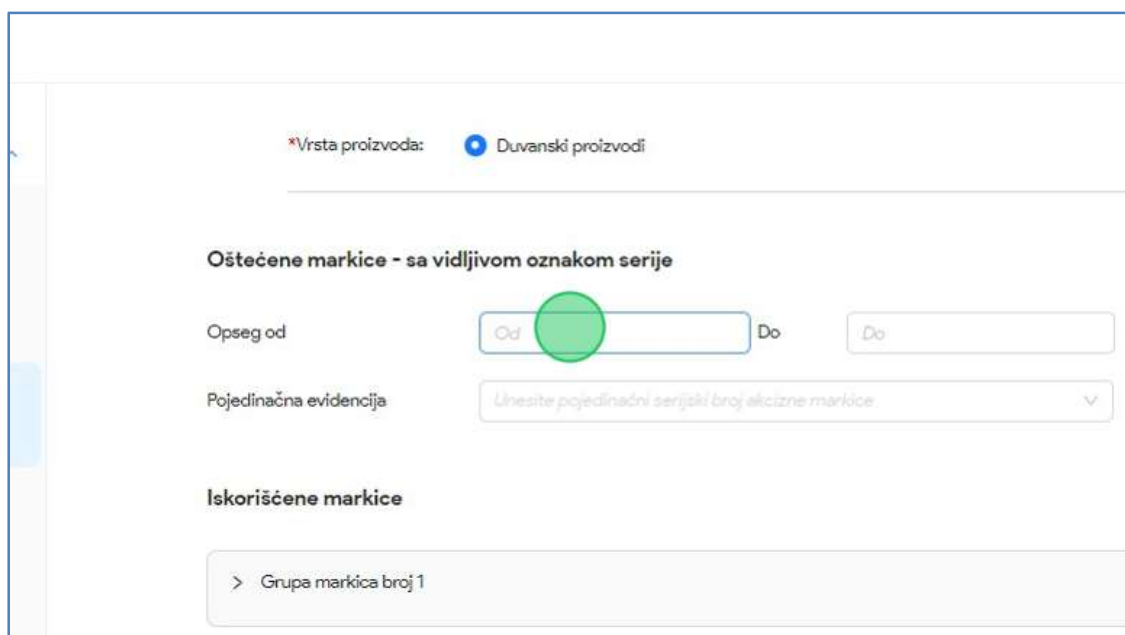 *Vrsta proizvoda: Duvanski proizvodi
Oštećene markice - sa vidljivom oznakom serije
Opseg od Od Do Do
Pojedinačna evidencija Unesite pojedinačni serijski broj akcizne markice
Iskorišćene markice
> Grupa markica broj 1